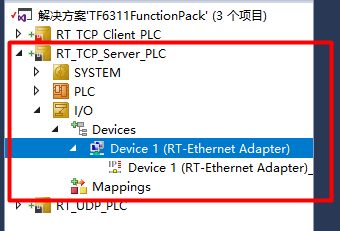 解决方案'TF6311FunctionPack' (3 个项目)
RT_TCP_Client_PLC
RT_TCP_Server_PLC
SYSTEM
PLC
I/O
Devices
Device 1 (RT-Ethernet Adapter)
Device 1 (RT-Ethernet Adapter)_
Mappings
RT_UDP_PLC